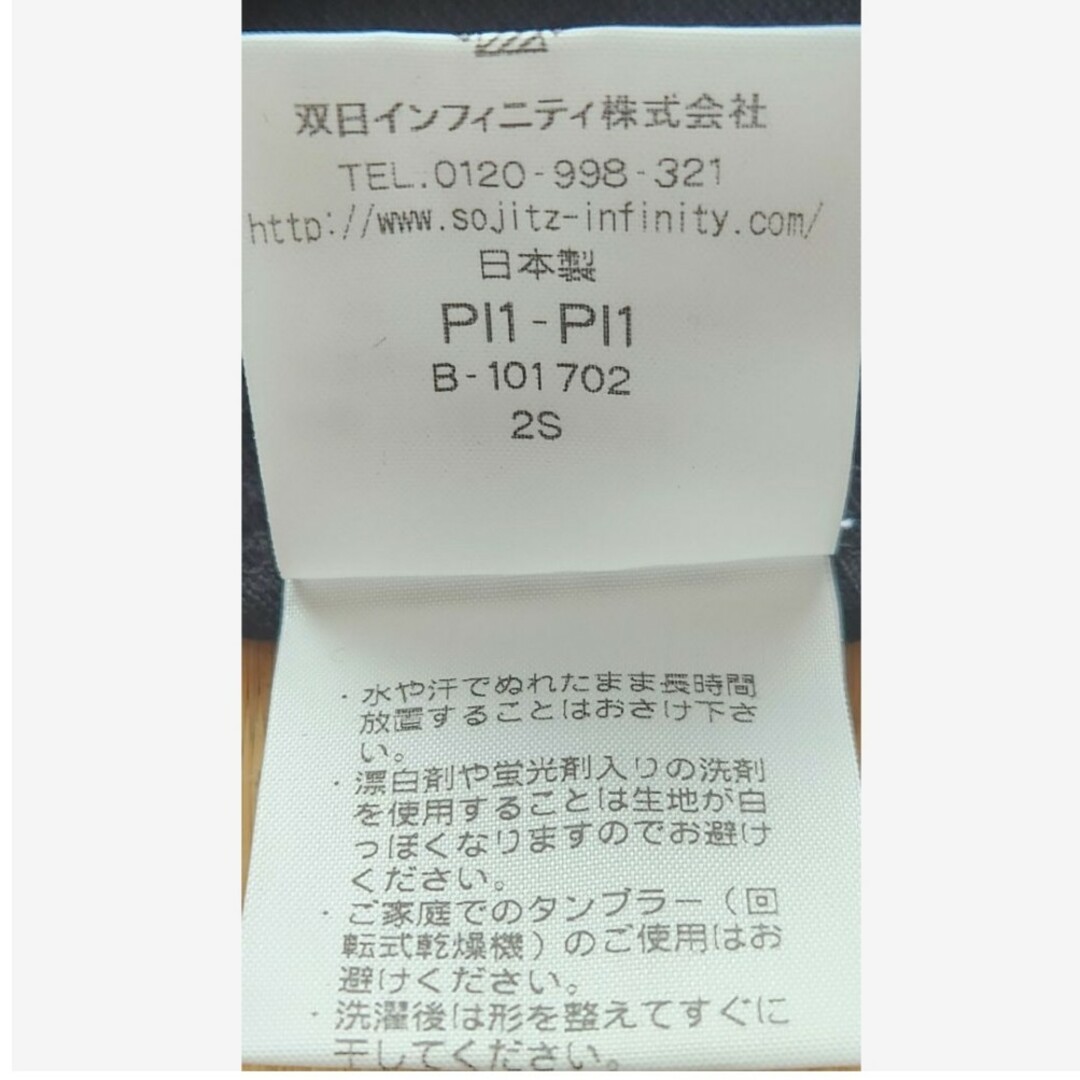 双日インフィニティ株式会社
TEL.0120-998-321
http://www.sojitz-infinity.com/
日本製
PI1-PI1
B-101702
2S
・水や汗でぬれたまま長時間
放置することはおさけ下さ
い。
・漂白剤や蛍光剤入りの洗剤
を使用することは生地が白
っぽくなりますのでお避け
ください。
・ご家庭でのタンブラー（回
転式乾燥機）のご使用はお
避けください。
・洗濯後は形を整えてすぐに
干してください。